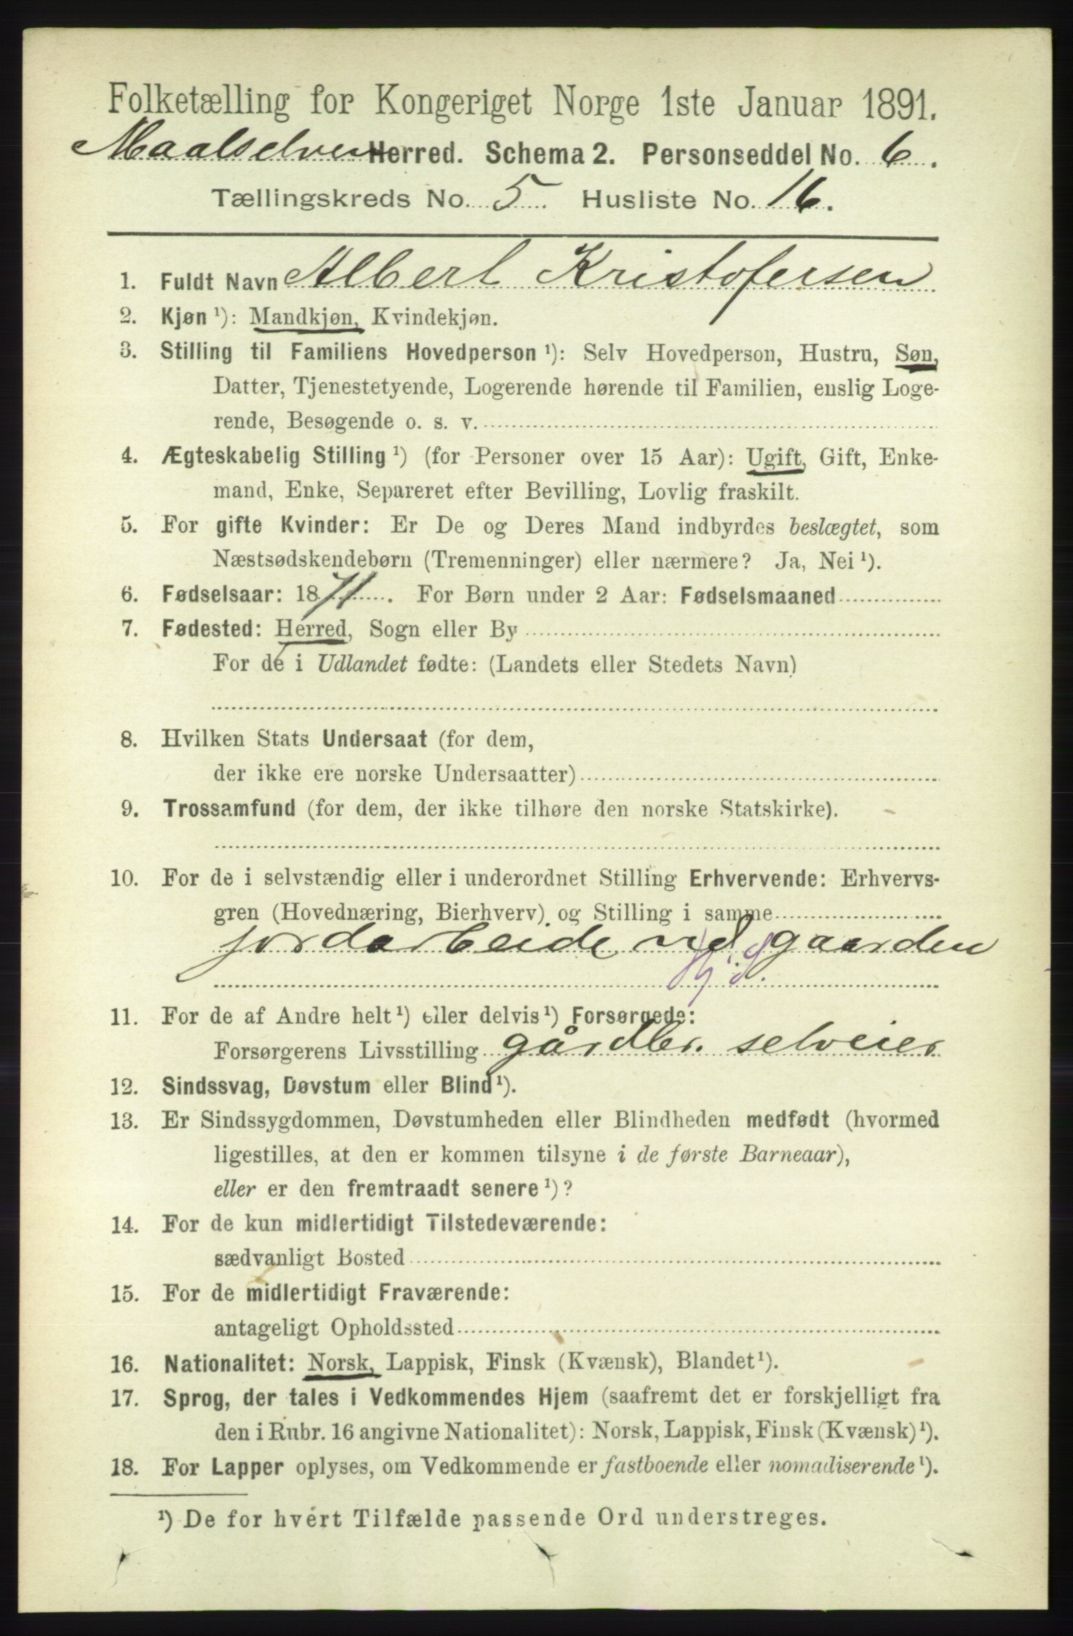 Folketælling for Kongeriget Norge 1ste Januar 1891.
Maalselven Herred. Schema 2. Personseddel No. 6.
Tællingskreds No. 5. Husliste No. 16.
1. Fuldt Navn Albert Kristofersen
2. Kjøn ¹): Mandkjøn, Kvindekjøn.
3. Stilling til Familiens Hovedperson ¹): Selv Hovedperson, Hustru, Søn,
Datter, Tjenestetyende, Logerende hørende til Familien, enslig Loge-
rende, Besøgende o. s. v.
4. Ægteskabelig Stilling ¹) (for Personer over 15 Aar): Ugift, Gift, Enke-
mand, Enke, Separeret efter Bevilling, Lovlig fraskilt.
5. For gifte Kvinder: Er De og Deres Mand indbyrdes beslægtet, som
Næstsødskendebørn (Tremenninger) eller nærmere? Ja, Nei ¹).
6. Fødselsaar: 1871. For Børn under 2 Aar: Fødselsmaaned
7. Fødested: Herred, Sogn eller By
For de i Udlandet fødte: (Landets eller Stedets Navn)
8. Hvilken Stats Undersaat (for dem,
der ikke ere norske Undersaatter)
9. Trossamfund (for dem, der ikke tilhøre den norske Statskirke).
10. For de i selvstændig eller i underordnet Stilling Erhvervende: Erhvervs-
gren (Hovednæring, Bierhverv) og Stilling i samme
jordarbeide ved gaarden
11. For de af Andre helt ¹) eller delvis ¹) Forsørgede:
Forsørgerens Livsstilling gårdbr. selveier
12. Sindssvag, Døvstum eller Blind ¹).
13. Er Sindssygdommen, Døvstumheden eller Blindheden medfødt (hvormed
ligestilles, at den er kommen tilsyne i de første Barneaar),
eller er den fremtraadt senere ¹)?
14. For de kun midlertidigt Tilstedeværende:
sædvanligt Bosted
15. For de midlertidigt Fraværende:
antageligt Opholdssted
16. Nationalitet: Norsk, Lappisk, Finsk (Kvænsk), Blandet ¹).
17. Sprog, der tales i Vedkommendes Hjem (saafremt det er forskjelligt fra
den i Rubr. 16 angivne Nationalitet): Norsk, Lappisk, Finsk (Kvænsk) ¹).
18. For Lapper oplyses, om Vedkommende er fastboende eller nomadiserende ¹).
¹) De for hvert Tilfælde passende Ord understreges.